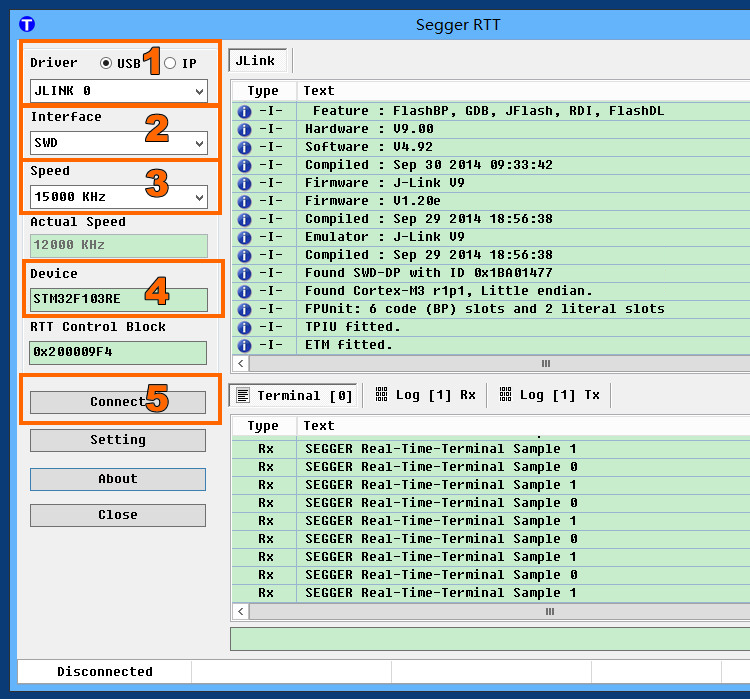 T
Segger RTT
Driver
USB
IP
1
JLINK 0
Interface
2
SWD
Speed
3
15000 KHz
Actual Speed
12000 KHz
Device
4
STM32F103RE
RTT Control Block
0x200009F4
Connect
5
Setting
About
Close
JLink
Type Text
-I- Feature : FlashBP, GDB, JFlash, RDI, FlashDL
-I- Hardware : V9.00
-I- Software : V4.92
-I- Compiled : Sep 30 2014 09:33:42
-I- Firmware : J-Link V9
-I- Firmware : V1.20e
-I- Compiled : Sep 29 2014 18:56:38
-I- Emulator : J-Link V9
-I- Compiled : Sep 29 2014 18:56:38
-I- Found SWD-DP with ID 0x1BA01477
-I- Found Cortex-M3 r1p1, Little endian.
-I- FPUnit: 6 code (BP) slots and 2 literal slots
-I- TPIU fitted.
-I- ETM fitted.
Terminal [0] Log [1] Rx Log [1] Tx
Type Text
Rx SEGGER Real-Time-Terminal Sample 1
Rx SEGGER Real-Time-Terminal Sample 0
Rx SEGGER Real-Time-Terminal Sample 1
Rx SEGGER Real-Time-Terminal Sample 0
Rx SEGGER Real-Time-Terminal Sample 1
Rx SEGGER Real-Time-Terminal Sample 0
Rx SEGGER Real-Time-Terminal Sample 1
Rx SEGGER Real-Time-Terminal Sample 0
Rx SEGGER Real-Time-Terminal Sample 1
Disconnected